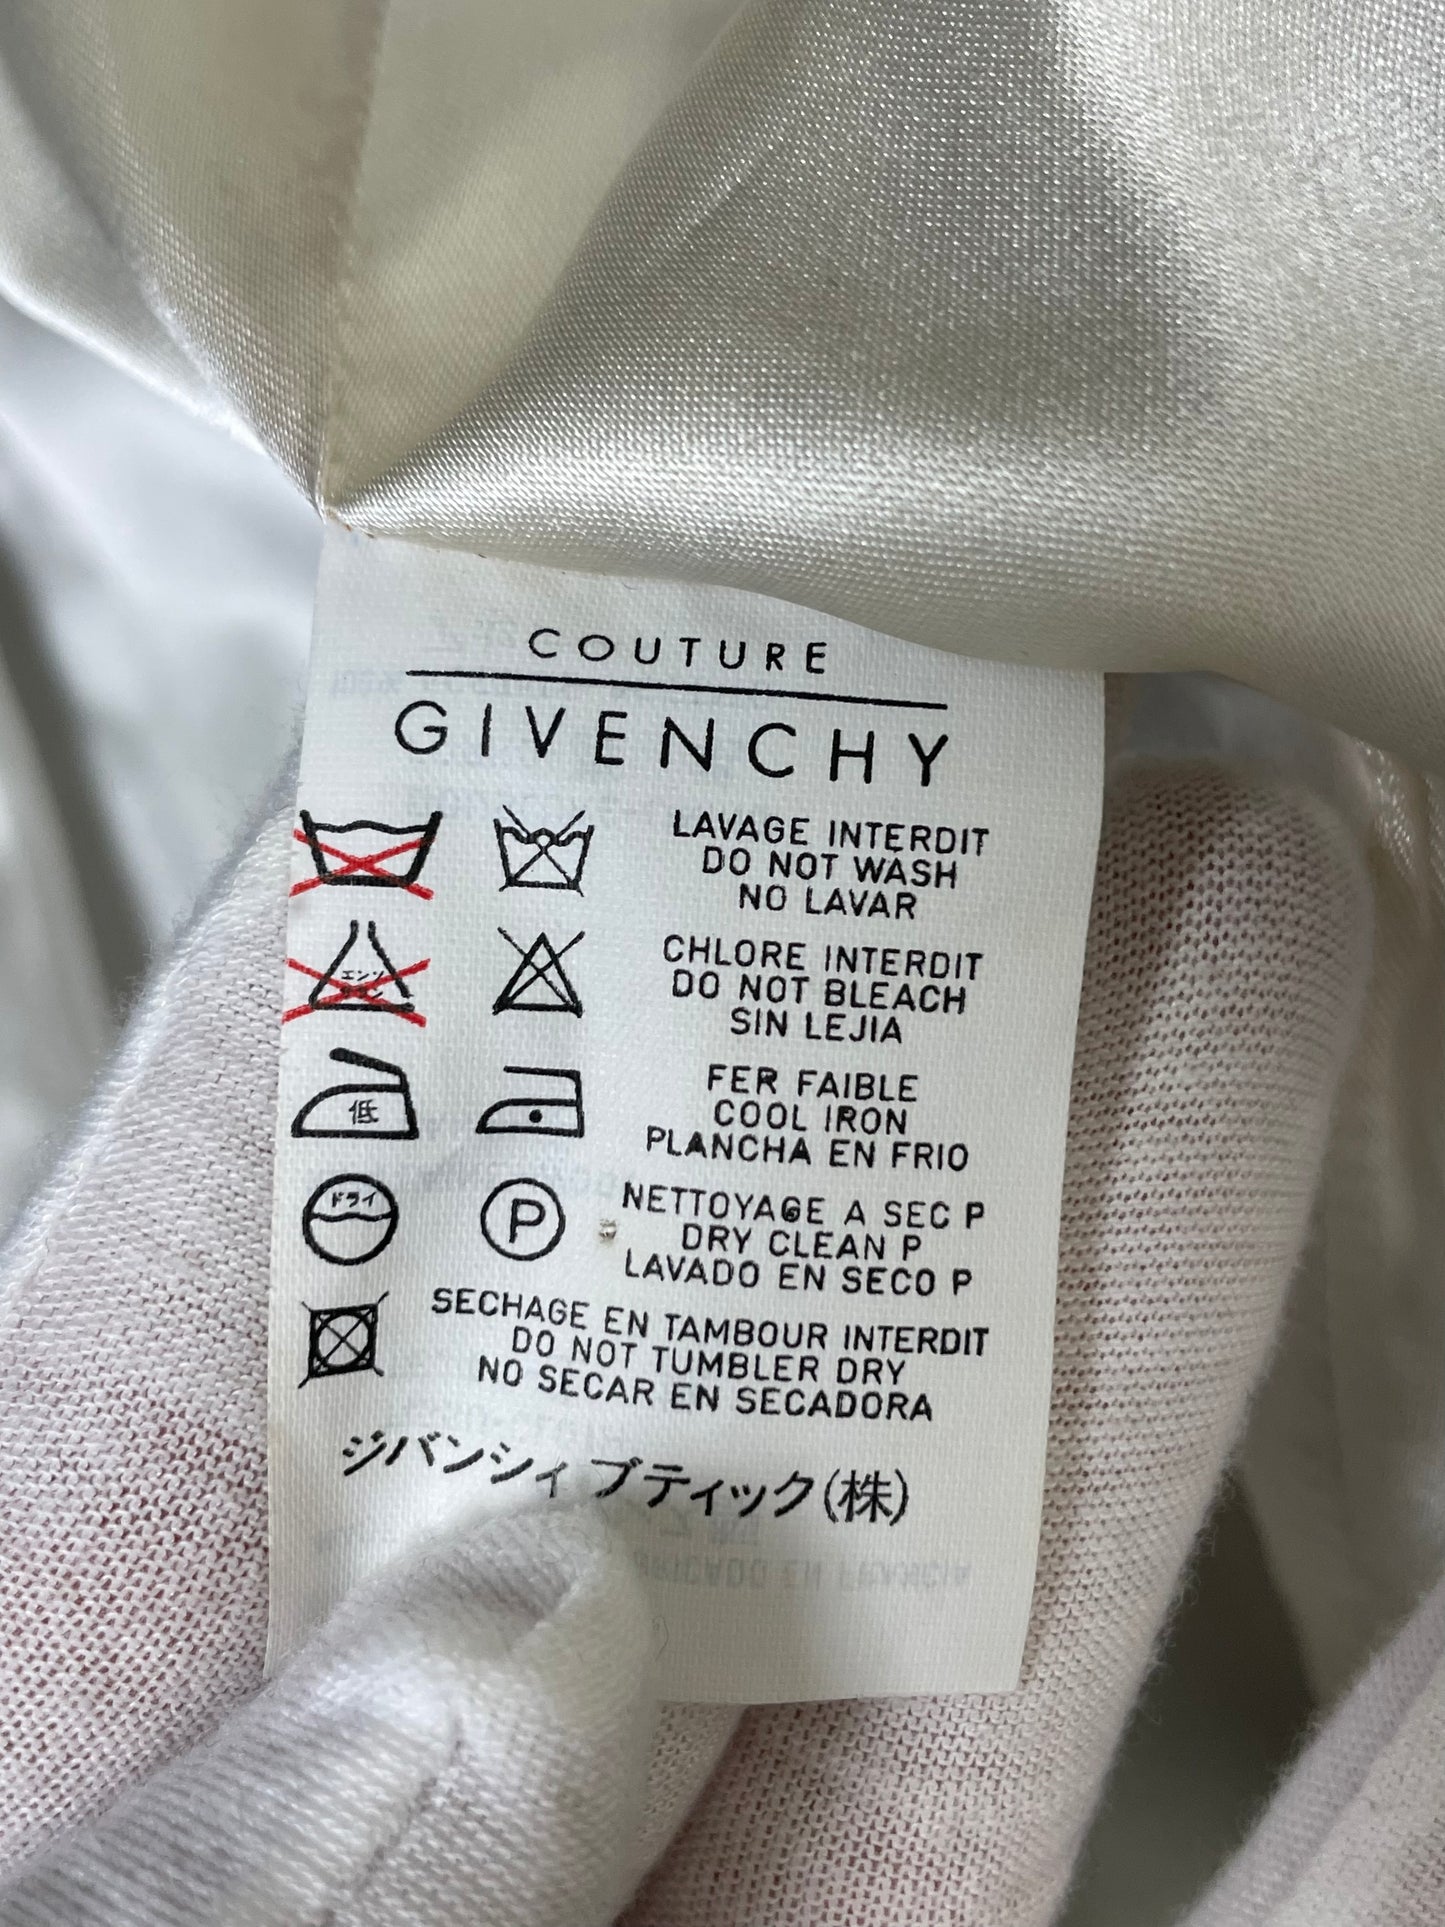 COUTURE
GIVENCHY
LAVAGE INTERDIT
DO NOT WASH
NO LAVAR
エンソ
CHLORE INTERDIT
DO NOT BLEACH
SIN LEJIA
低
FER FAIBLE
COOL IRON
PLANCHA EN FRIO
ドライ
P
NETTOYAGE A SEC P
DRY CLEAN P
LAVADO EN SECO P
SECHAGE EN TAMBOUR INTERDIT
DO NOT TUMBLER DRY
NO SECAR EN SECADORA
ジバンシィ ブティック(株)